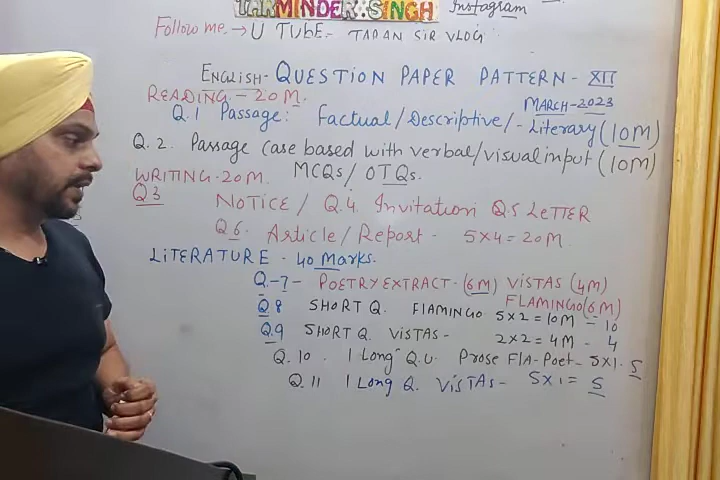 TARMINDER SINGH Instagram
Follow me → U TUBE - TARAN SIR VLOG
ENGLISH - QUESTION PAPER PATTERN - XII
READING - 20 M. MARCH-2023
Q.1 Passage: Factual/Descriptive/-Literary (10M)
Q. 2. Passage case based with verbal/visual input (10M)
MCQs/OTQs.
WRITING - 20M.
Q3 NOTICE / Q.4. Invitation Q.5 LETTER
Q6. Article/Report - 5x4=20M
LITERATURE - 40 Marks.
Q.-7- POETRY EXTRACT - (6M) VISTAS (4M)
FLAMINGO(6M)
Q8 SHORT Q. FLAMINGO 5x2=10M = 10
Q.9 SHORT Q. VISTAS - 2x2=4M - 4
Q.10. 1 Long Q.U. Prose Fla-Poet - 5x1. 5
Q.11 1 Long Q. VISTAS - 5x1 = 5